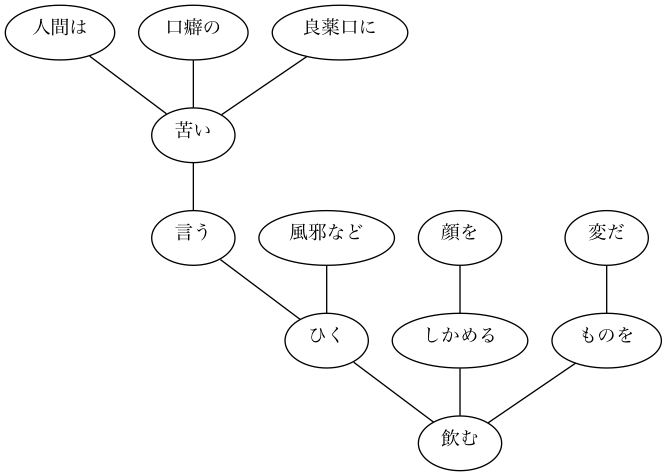 人間は
口癖の
良薬口に
苦い
言う
風邪など
顔を
変だ
ひく
しかめる
ものを
飲む